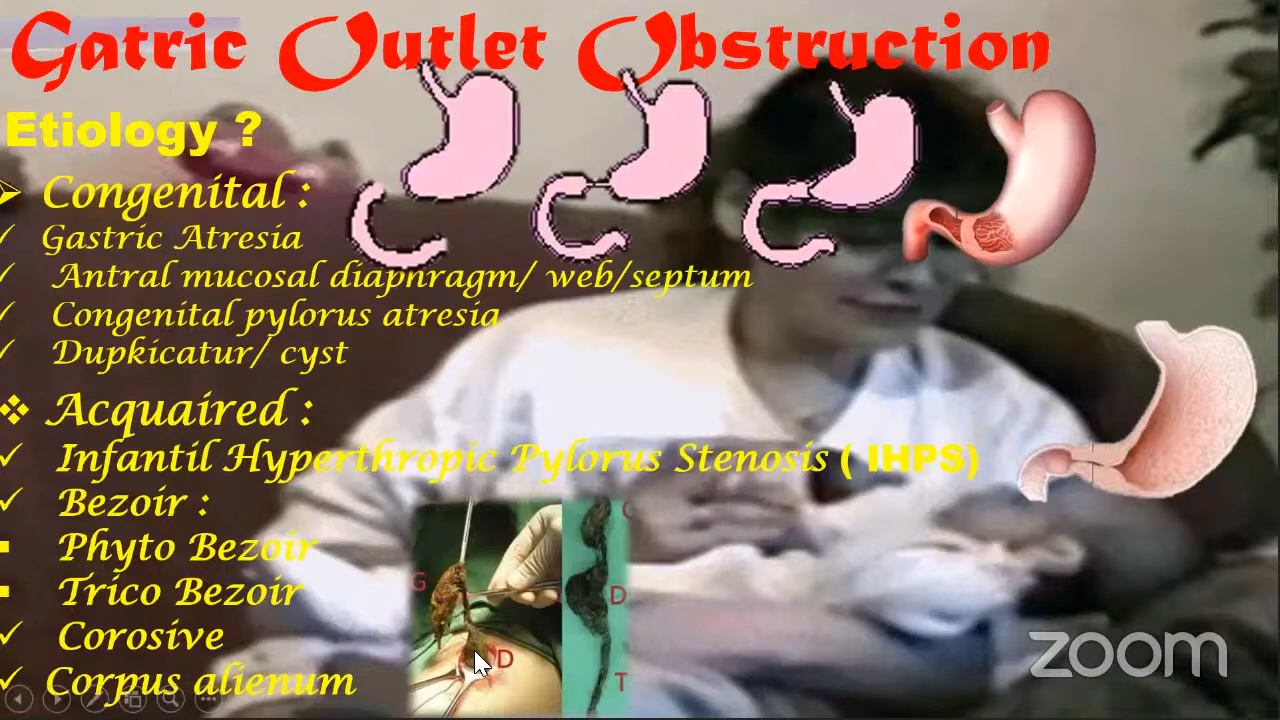 Gatric Outlet Obstruction
Etiology ?
Congenital :
Gastric Atresia
Antral mucosal diaphragm/ web/septum
Congenital pylorus atresia
Dupkicatur/ cyst
Acquaired :
Infantil Hyperthropic Pylorus Stenosis ( IHPS)
Bezoir :
Phyto Bezoir
Trico Bezoir
Corosive
Corpus alienum
G
D
G
D
T
zoom